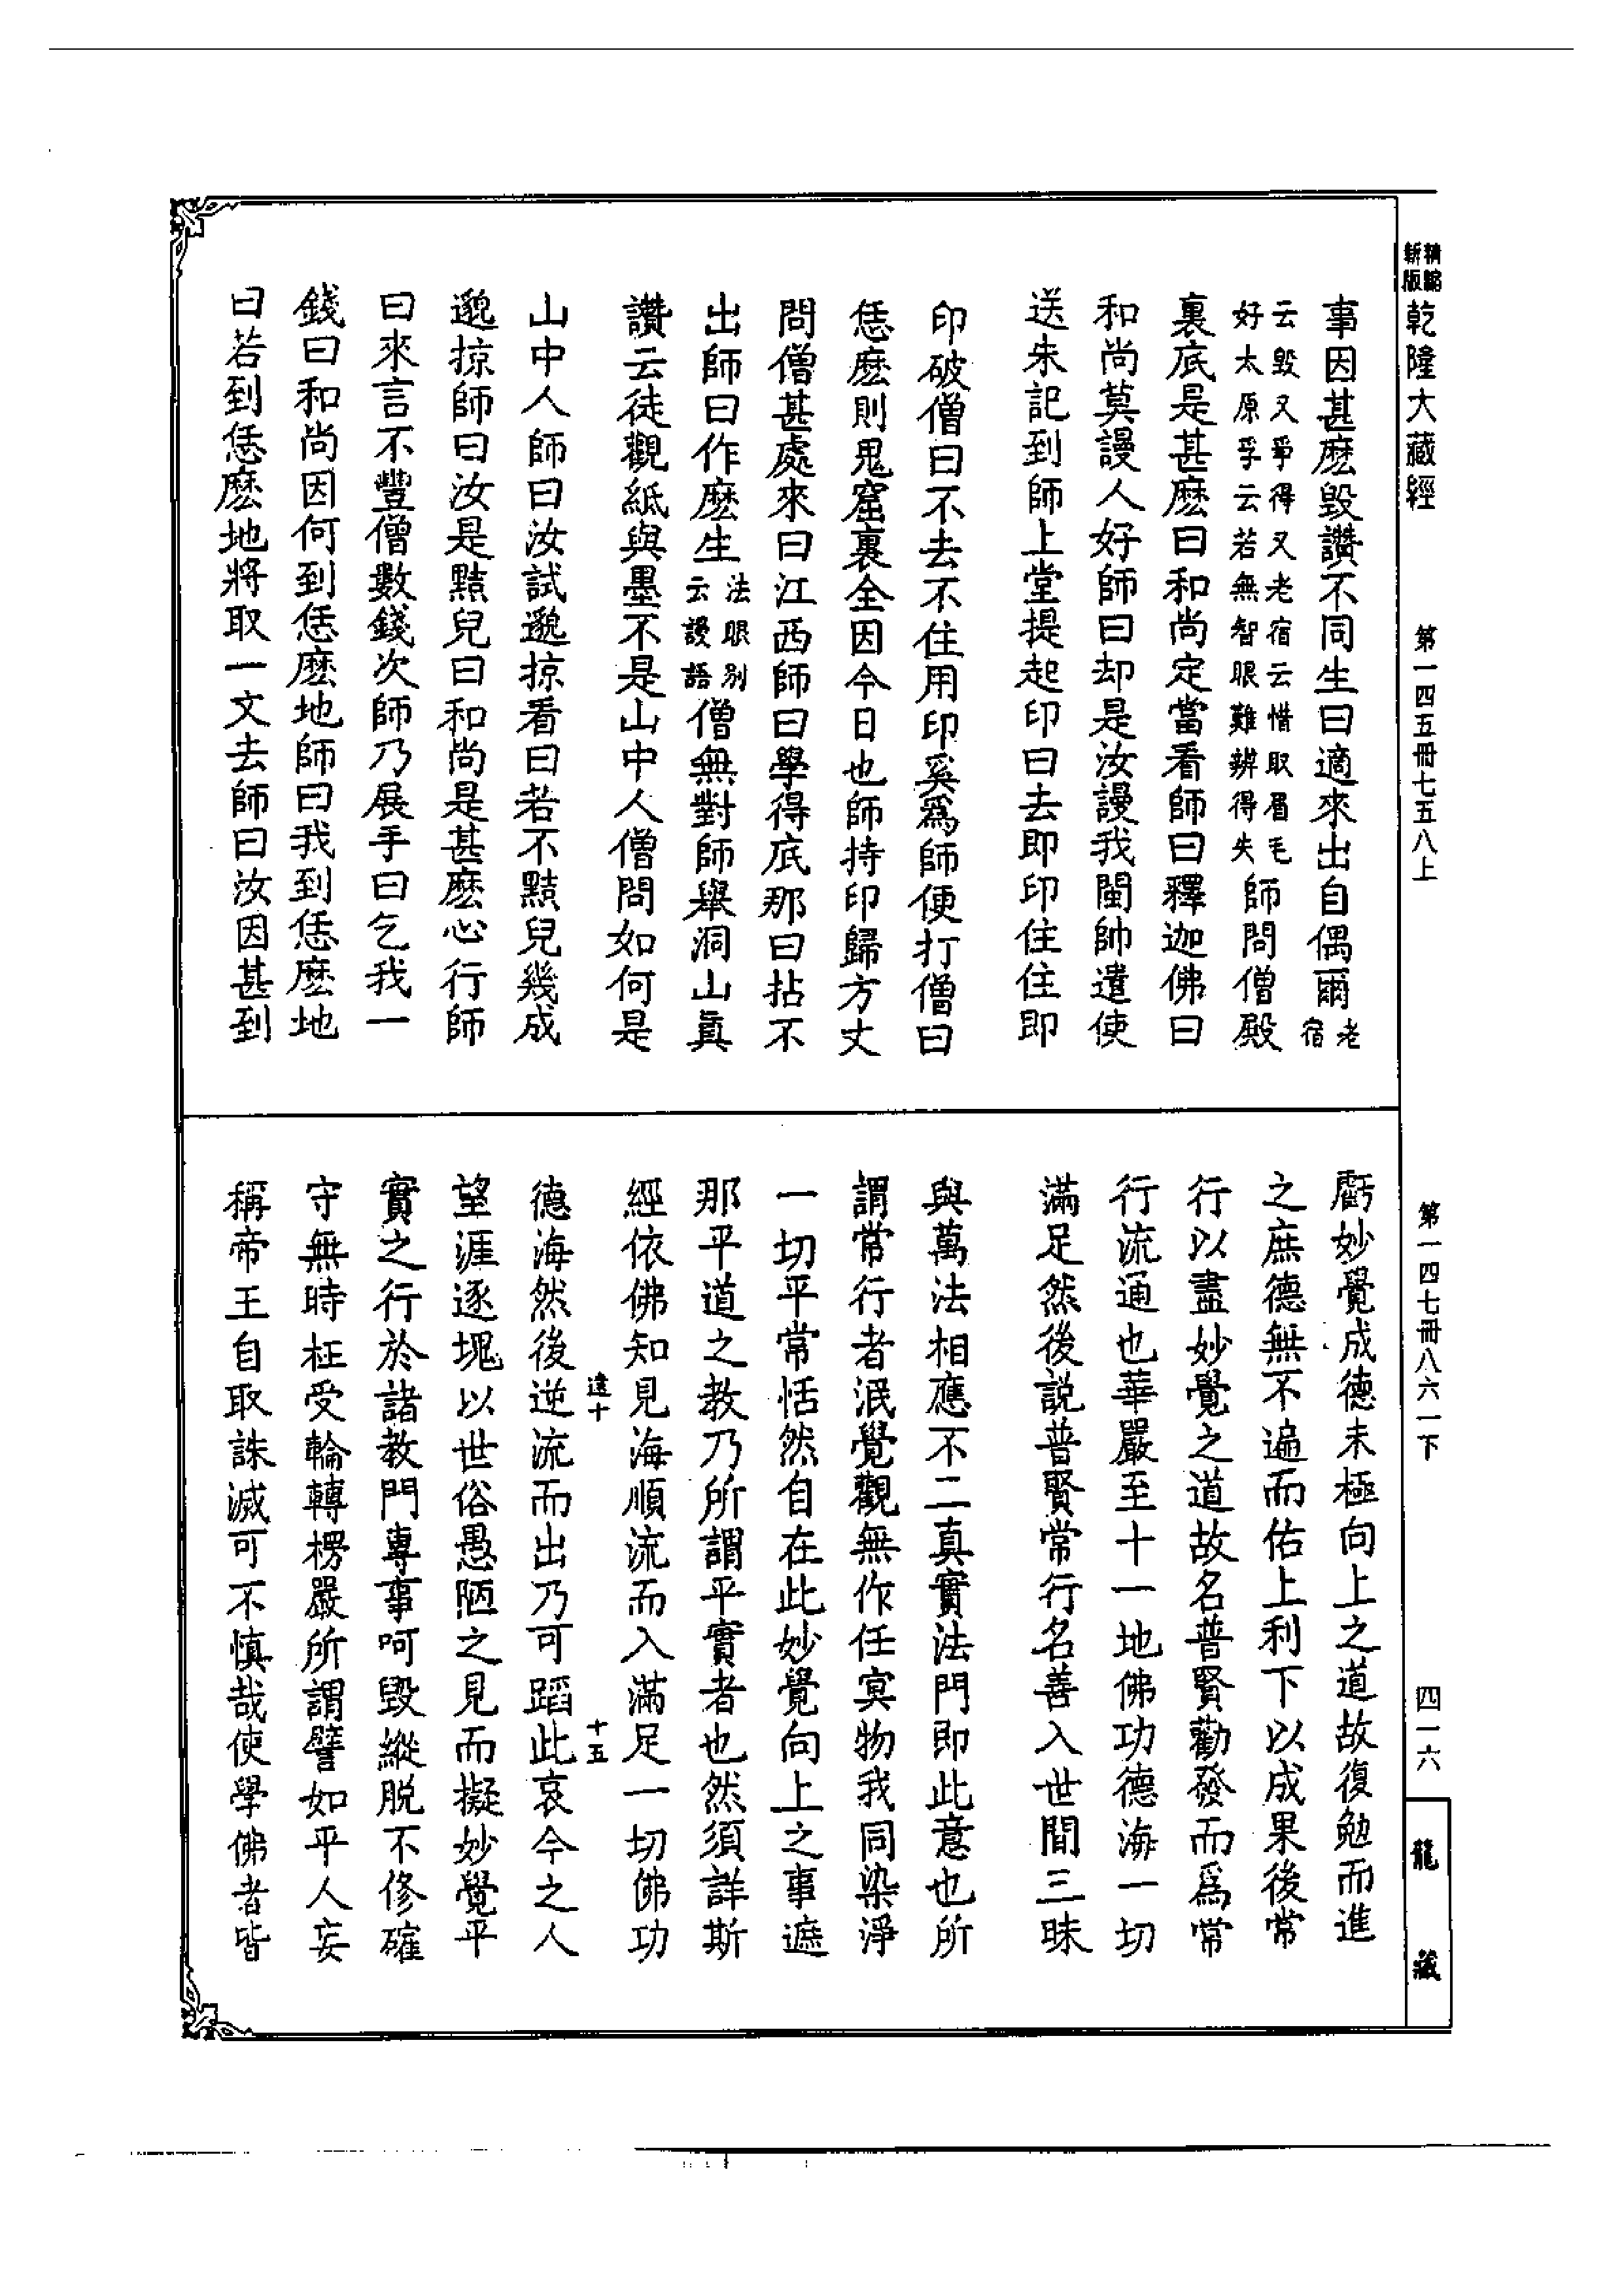 精縮新版 乾隆大藏經 第一四五冊七五八上 第一四七冊八六一下 四一六 龍藏
事因甚麽毀讚不同生曰適來出自偶爾老宿
云毀又爭得又老宿云惜取眉毛好太原孚云若無智眼難辨得失師問僧殿
裏底是甚麽曰和尚定當看師曰釋迦佛曰
和尚莫謾人好師曰却是汝謾我閩帥遣使
送朱記到師上堂提起印曰去即印住住即
印破僧曰不去不住用印奚爲師便打僧曰
恁麽則鬼窟裏全因今日也師持印歸方丈
問僧甚處來曰江西師曰學得底那曰拈不
出師曰作麽生法眼別云謾語僧無對師舉洞山眞
讚云徒觀紙與墨不是山中人僧問如何是
山中人師曰汝試邈掠看曰若不黠兒幾成
邈掠師曰汝是黠兒曰和尚是甚麽心行師
曰來言不豐僧數錢次師乃展手曰乞我一
錢曰和尚因何到恁麽地師曰我到恁麽地
曰若到恁麽地將取一文去師曰汝因甚到
虧妙覺成德未極向上之道故復勉而進
之庶德無不遍而佑上利下以成果後常
行以盡妙覺之道故名普賢勸發而爲常
行流通也華嚴至十一地佛功德海一切
滿足然後説普賢常行名善入世間三昧
與萬法相應不二真實法門即此意也所
謂常行者泯覺觀無作任冥物我同染淨
一切平常恬然自在此妙覺向上之事遮
那平道之教乃所謂平實者也然須詳斯
經依佛知見海順流而入滿足一切佛功
遠十 十五
德海然後逆流而出乃可蹈此哀今之人
望涯逐塊以世俗愚陋之見而擬妙覺平
實之行於諸教門專事呵毀縱脱不修確
守無時枉受輪轉楞嚴所謂譬如平人妄
稱帝王自取誅滅可不慎哉使學佛者皆